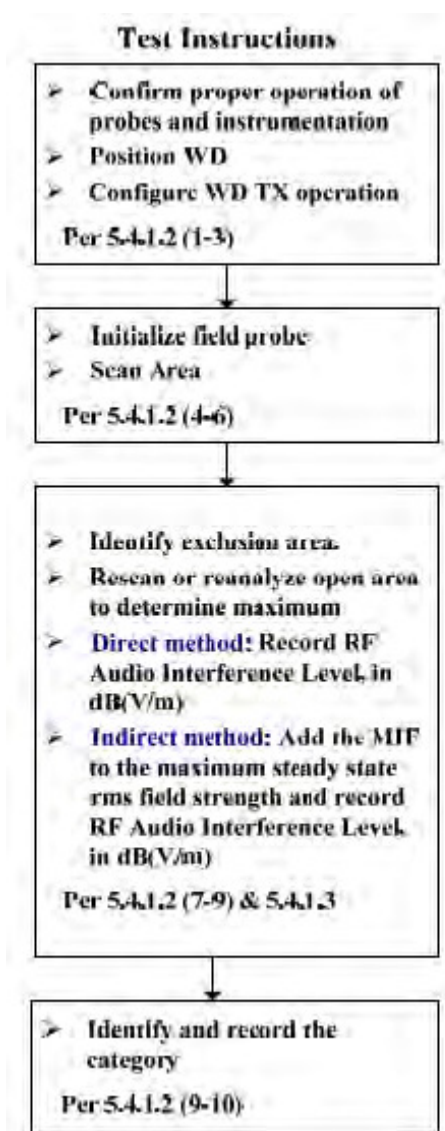 Test Instructions
➤ Confirm proper operation of
probes and instrumentation
➤ Position WD
➤ Configure WD TX operation
Per 5.4.1.2 (1-3)
➤ Initialize field probe
➤ Scan Area
Per 5.4.1.2 (4-6)
➤ Identify exclusion area.
➤ Rescan or reanalyze open area
to determine maximum
➤ Direct method: Record RF
Audio Interference Level, in
dB(V/m)
➤ Indirect method: Add the MIF
to the maximum steady state
rms field strength and record
RF Audio Interference Level,
in dB(V/m)
Per 5.4.1.2 (7-9) & 5.4.1.3
➤ Identify and record the
category
Per 5.4.1.2 (9-10)